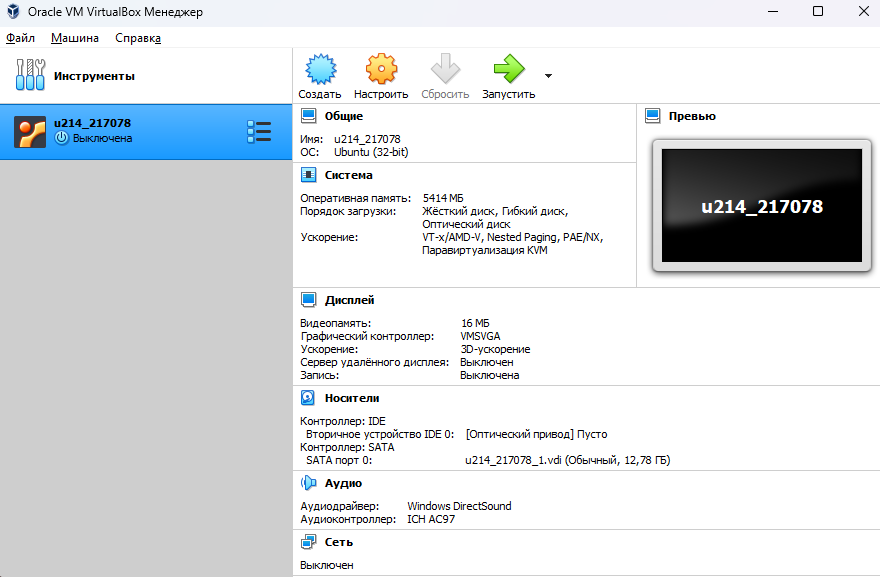 Oracle VM VirtualBox Менеджер
Файл Машина Справка
Инструменты
Создать Настроить Сбросить Запустить
u214_217078
Выключена
Общие
Имя: u214_217078
ОС: Ubuntu (32-bit)
Превью
u214_217078
Система
Оперативная память: 5414 МБ
Порядок загрузки: Жёсткий диск, Гибкий диск,
Оптический диск
Ускорение: VT-x/AMD-V, Nested Paging, PAE/NX,
Паравиртуализация KVM
Дисплей
Видеопамять: 16 МБ
Графический контроллер: VMSVGA
Ускорение: 3D-ускорение
Сервер удалённого дисплея: Выключен
Запись: Выключена
Носители
Контроллер: IDE
Вторичное устройство IDE 0: [Оптический привод] Пусто
Контроллер: SATA
SATA порт 0: u214_217078_1.vdi (Обычный, 12,78 ГБ)
Аудио
Аудиодрайвер: Windows DirectSound
Аудиоконтроллер: ICH AC97
Сеть
Выключен